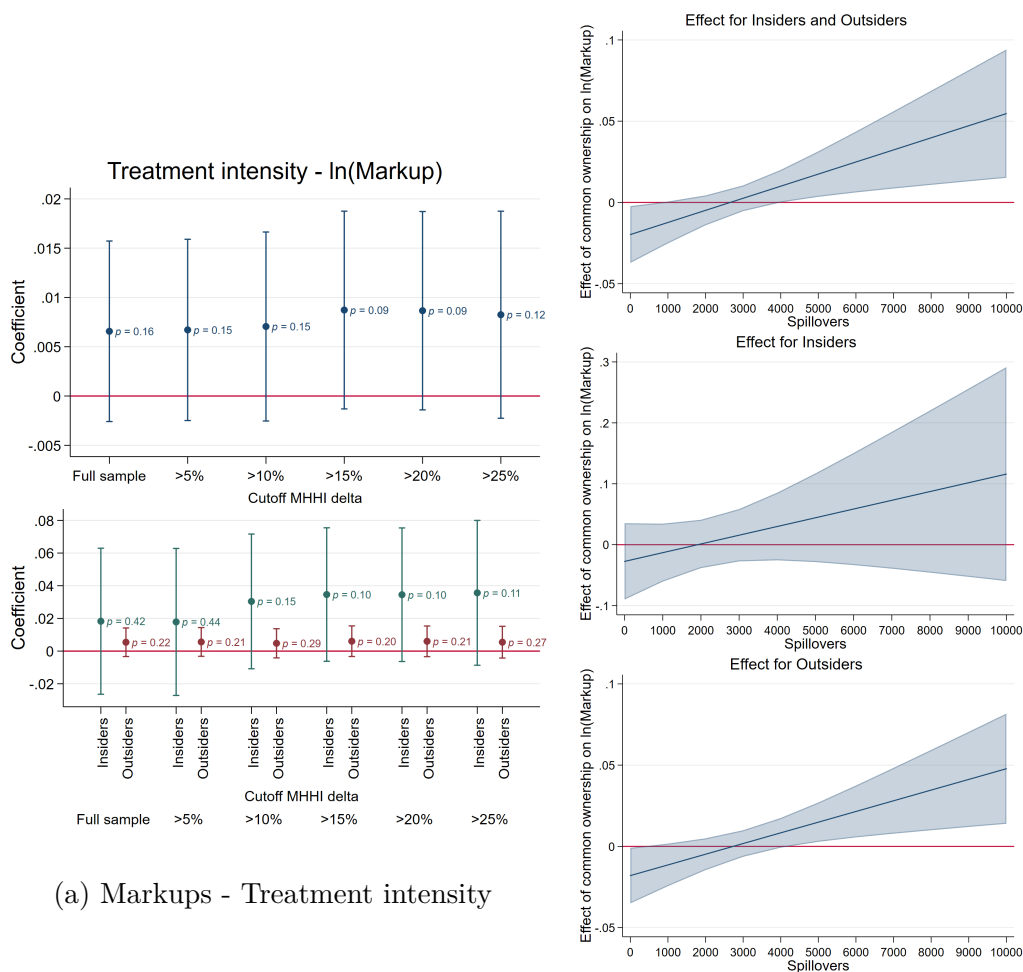 Treatment intensity - ln(Markup)
Coefficient
.02
.015
.01
.005
0
-.005
p = 0.16
p = 0.15
p = 0.15
p = 0.09
p = 0.09
p = 0.12
Full sample >5% >10% >15% >20% >25%
Cutoff MHHI delta
Coefficient
.08
.06
.04
.02
0
-.02
p = 0.42
p = 0.22
p = 0.44
p = 0.21
p = 0.15
p = 0.29
p = 0.10
p = 0.20
p = 0.10
p = 0.21
p = 0.11
p = 0.27
Insiders Outsiders Insiders Outsiders Insiders Outsiders Insiders Outsiders Insiders Outsiders Insiders Outsiders
Cutoff MHHI delta
Full sample >5% >10% >15% >20% >25%
(a) Markups - Treatment intensity
Effect for Insiders and Outsiders
Effect of common ownership on ln(Markup)
.1
.05
0
-.05
0 1000 2000 3000 4000 5000 6000 7000 8000 9000 10000
Spillovers
Effect for Insiders
Effect of common ownership on ln(Markup)
.3
.1
0
-.1
0 1000 2000 3000 4000 5000 6000 7000 8000 9000 10000
Spillovers
Effect for Outsiders
Effect of common ownership on ln(Markup)
.1
.05
0
-.05
0 1000 2000 3000 4000 5000 6000 7000 8000 9000 10000
Spillovers